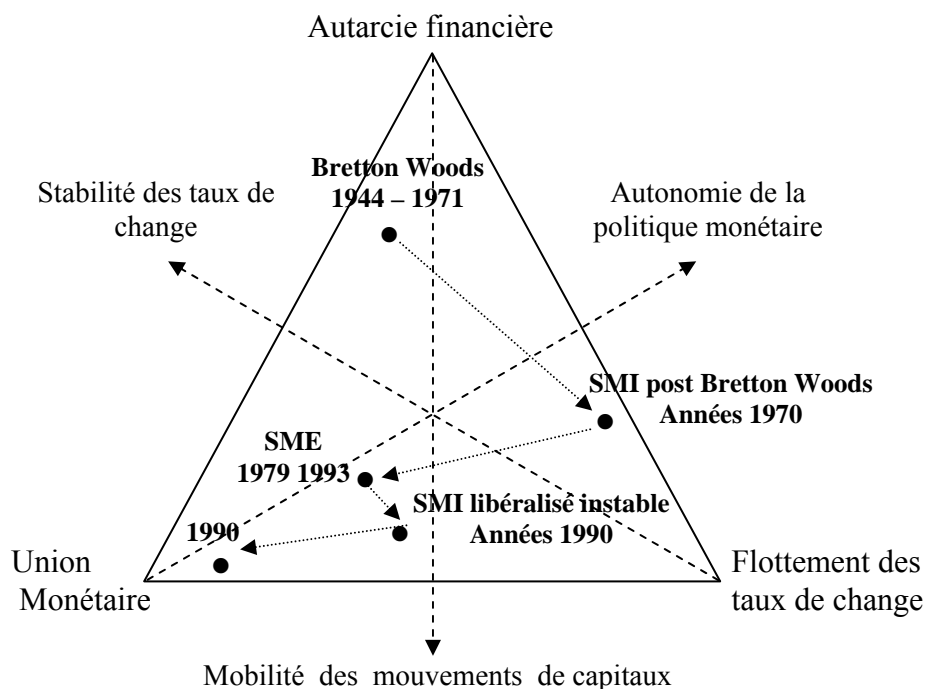 Autarcie financière
Bretton Woods
1944 – 1971
Stabilité des taux de
change
Autonomie de la
politique monétaire
SMI post Bretton Woods
Années 1970
SME
1979 1993
SMI libéralisé instable
Années 1990
1990
Union
Monétaire
Flottement des
taux de change
Mobilité des mouvements de capitaux